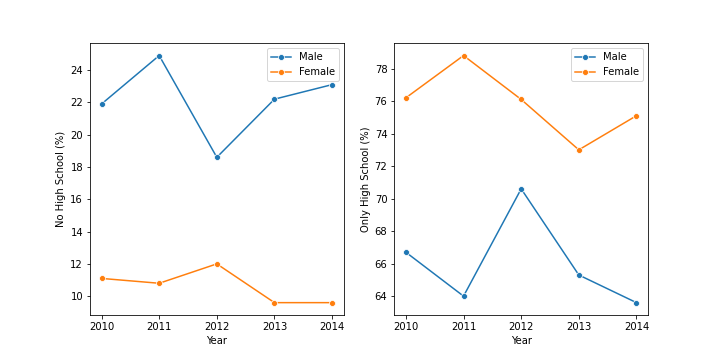 Male
Female
24
22
20
18
16
14
12
10
No High School (%)
2010 2011 2012 2013 2014
Year
Male
Female
78
76
74
72
70
68
66
64
Only High School (%)
2010 2011 2012 2013 2014
Year